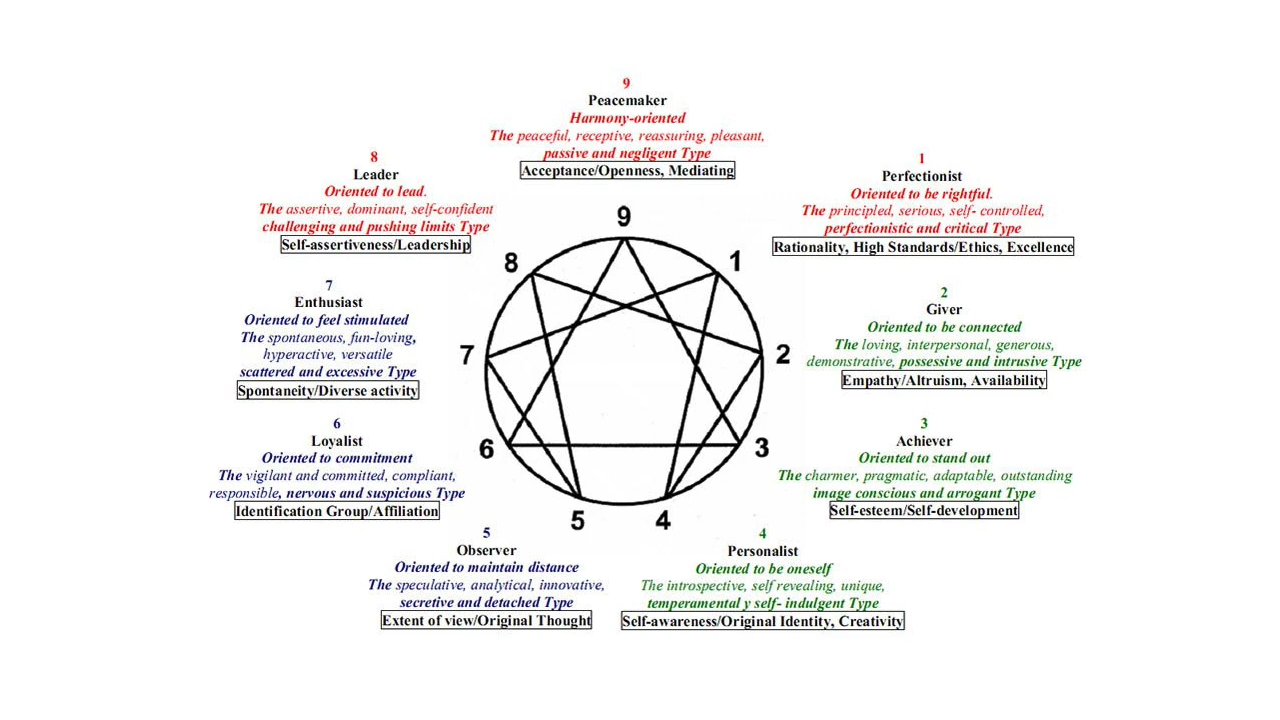 9
Peacemaker
Harmony-oriented
The peaceful, receptive, reassuring, pleasant,
passive and negligent Type
Acceptance/Openness, Mediating
8
Leader
Oriented to lead.
The assertive, dominant, self-confident
challenging and pushing limits Type
Self-assertiveness/Leadership
1
Perfectionist
Oriented to be rightful.
The principled, serious, self- controlled,
perfectionistic and critical Type
Rationality, High Standards/Ethics, Excellence
7
Enthusiast
Oriented to feel stimulated
The spontaneous, fun-loving,
hyperactive, versatile
scattered and excessive Type
Spontaneity/Diverse activity
2
Giver
Oriented to be connected
The loving, interpersonal, generous,
demonstrative, possessive and intrusive Type
Empathy/Altruism, Availability
6
Loyalist
Oriented to commitment
The vigilant and committed, compliant,
responsible, nervous and suspicious Type
Identification Group/Affiliation
3
Achiever
Oriented to stand out
The charmer, pragmatic, adaptable, outstanding
image conscious and arrogant Type
Self-esteem/Self-development
5
Observer
Oriented to maintain distance
The speculative, analytical, innovative,
secretive and detached Type
Extent of view/Original Thought
4
Personalist
Oriented to be oneself
The introspective, self revealing, unique,
temperamental y self- indulgent Type
Self-awareness/Original Identity, Creativity
9
8
1
7
2
6
3
5
4